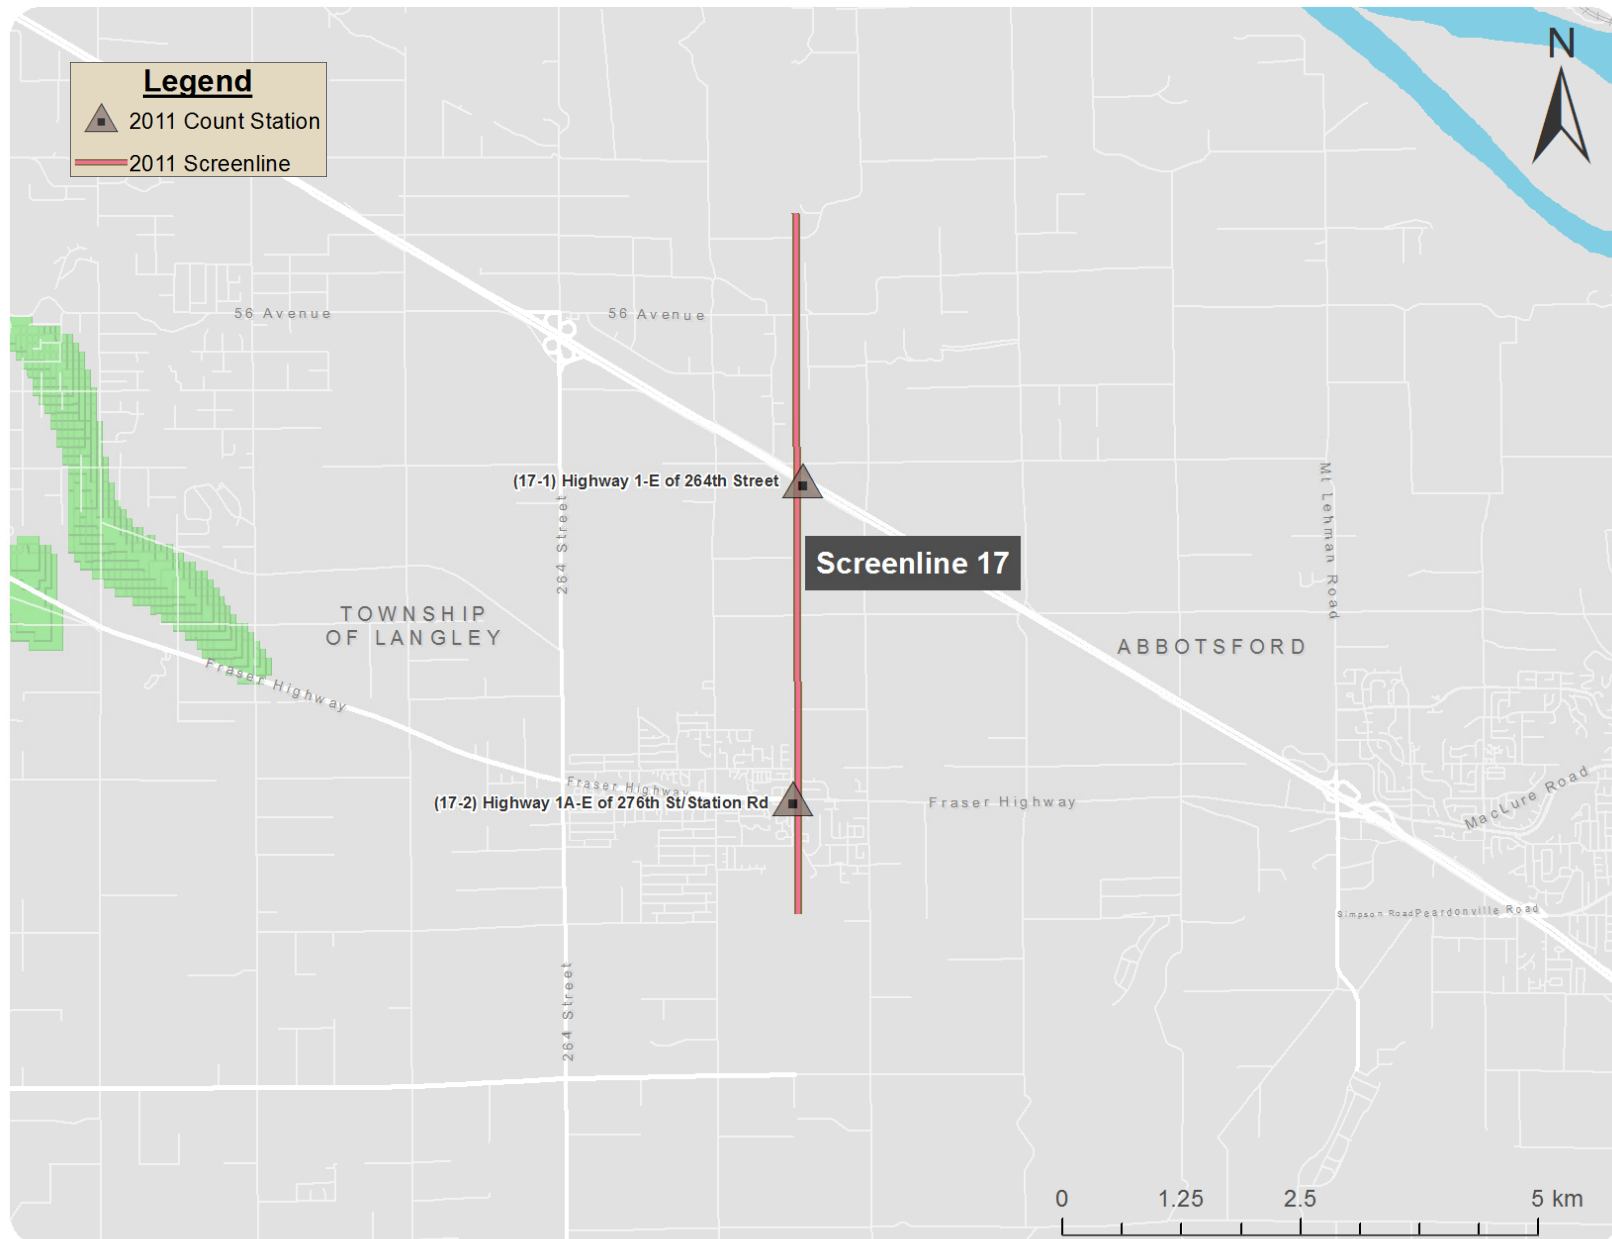 N
Legend
2011 Count Station
2011 Screenline
56 Avenue
56 Avenue
(17-1) Highway 1-E of 264th Street
264 Street
Mt Lehman Road
Screenline 17
TOWNSHIP
OF LANGLEY
ABBOTSFORD
Fraser Highway
Fraser Highway
(17-2) Highway 1A-E of 276th St/Station Rd
Fraser Highway
MacLure Road
Simpson Road
Peardonville Road
264 Street
0 1.25 2.5 5 km